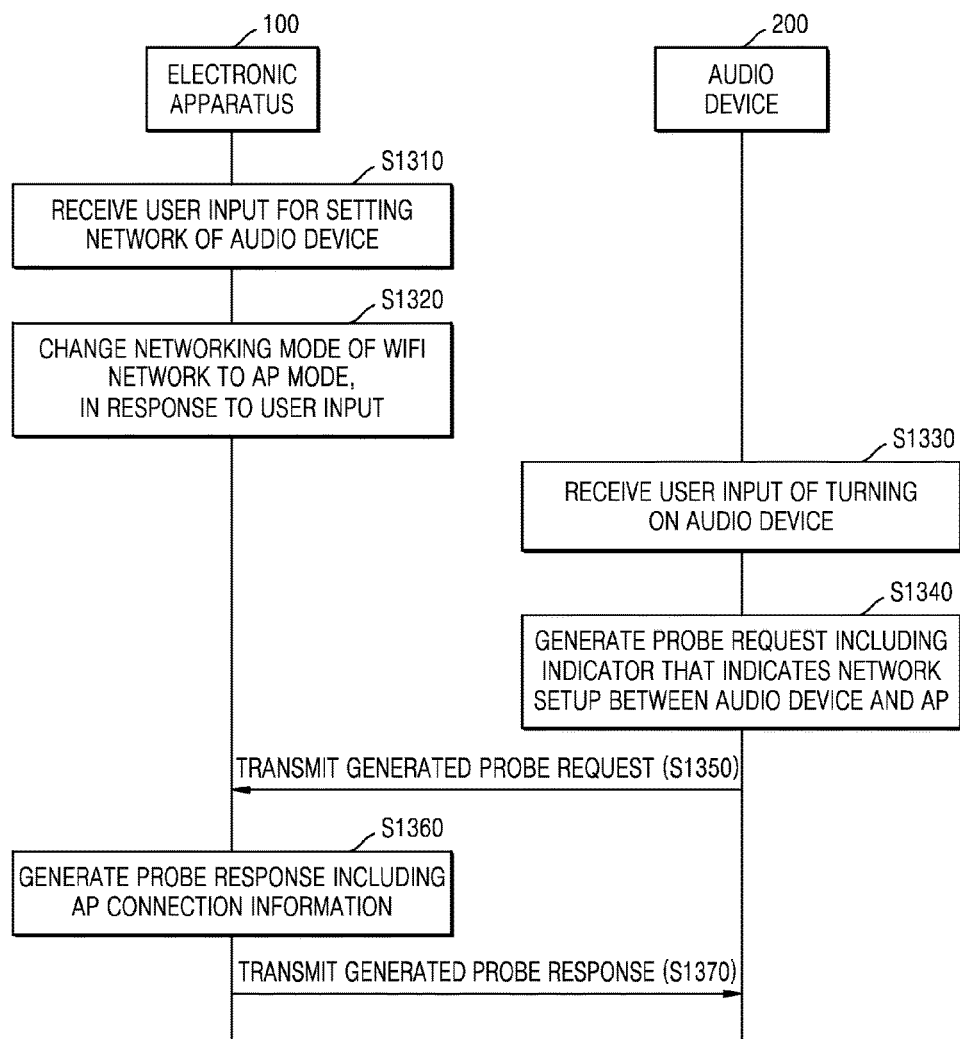 100
200
ELECTRONIC
APPARATUS
AUDIO
DEVICE
S1310
RECEIVE USER INPUT FOR SETTING
NETWORK OF AUDIO DEVICE
S1320
CHANGE NETWORKING MODE OF WIFI
NETWORK TO AP MODE,
IN RESPONSE TO USER INPUT
S1330
RECEIVE USER INPUT OF TURNING
ON AUDIO DEVICE
S1340
GENERATE PROBE REQUEST INCLUDING
INDICATOR THAT INDICATES NETWORK
SETUP BETWEEN AUDIO DEVICE AND AP
TRANSMIT GENERATED PROBE REQUEST (S1350)
S1360
GENERATE PROBE RESPONSE INCLUDING
AP CONNECTION INFORMATION
TRANSMIT GENERATED PROBE RESPONSE (S1370)